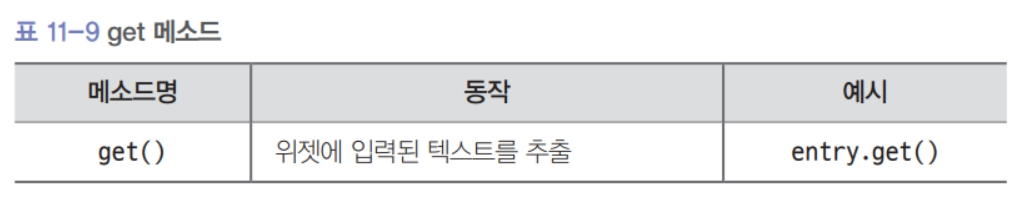 표 11-9 get 메소드
메소드명 동작 예시
get() 위젯에 입력된 텍스트를 추출 entry.get()